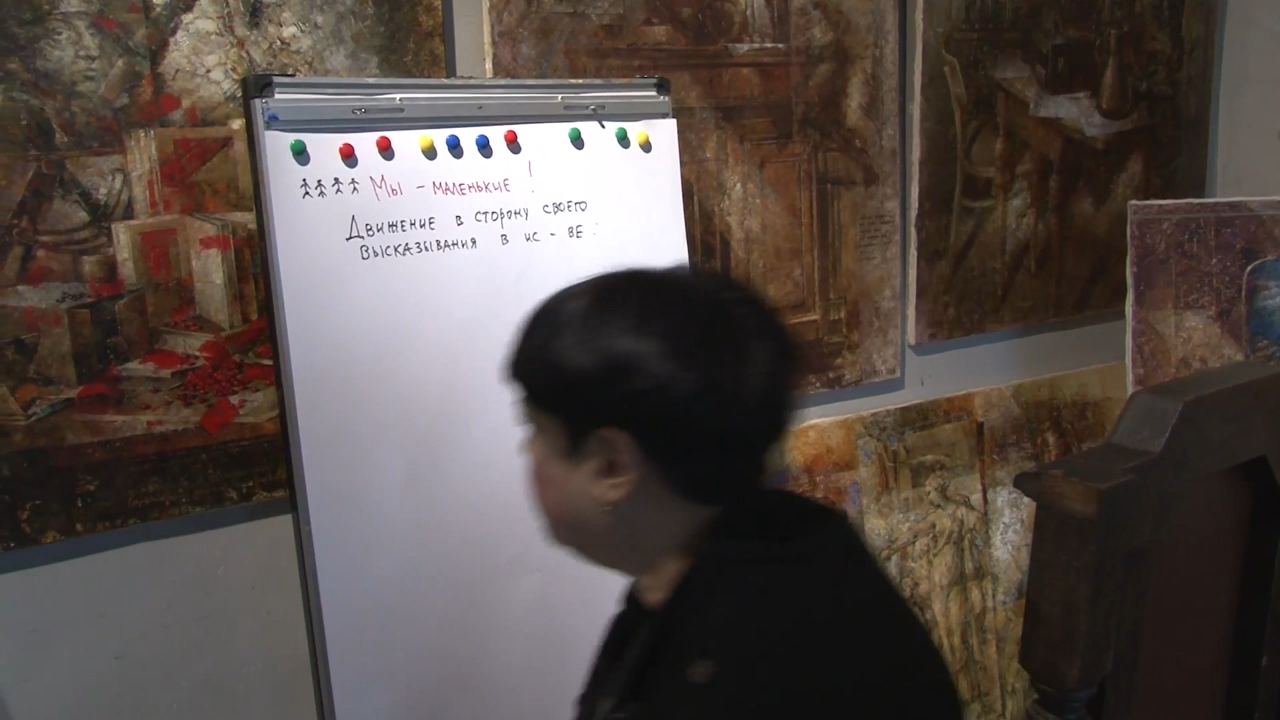 Мы - маленькие!
Движение в сторону своего
высказывания в ис - ве.